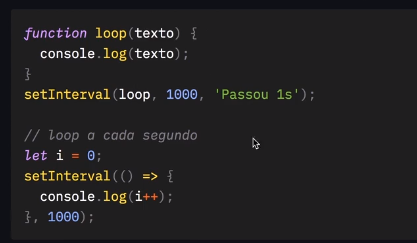 function loop(texto) {
  console.log(texto);
}
setInterval(loop, 1000, 'Passou 1s');

// loop a cada segundo
let i = 0;
setInterval(() => {
  console.log(i++);
}, 1000);